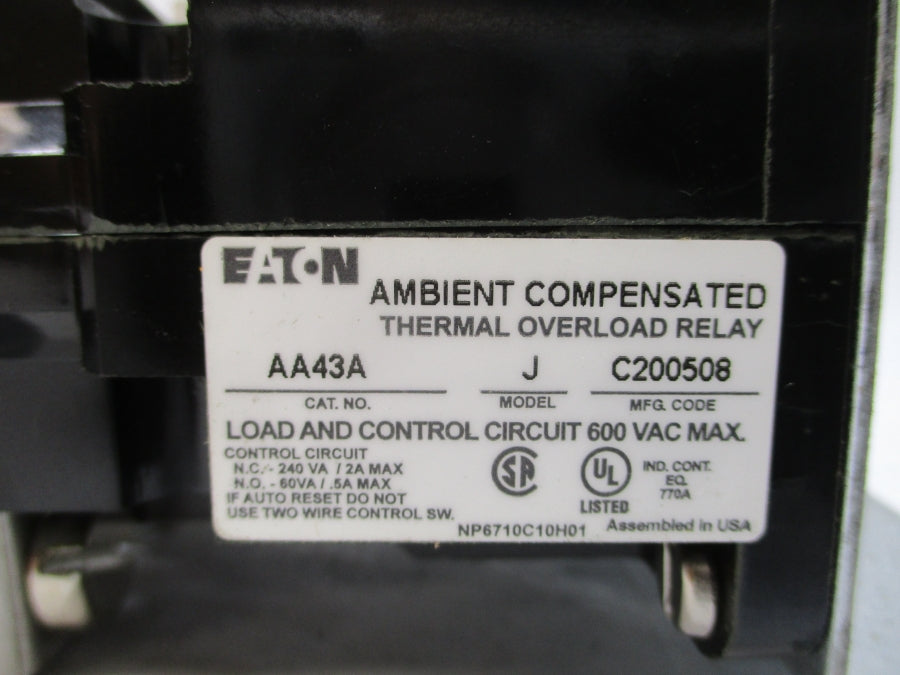 EATON
AMBIENT COMPENSATED
THERMAL OVERLOAD RELAY
AA43A J C200508
CAT. NO. MODEL MFG. CODE
LOAD AND CONTROL CIRCUIT 600 VAC MAX.
CONTROL CIRCUIT
N.C.- 240 VA / 2A MAX
N.O. - 60VA / .5A MAX
IF AUTO RESET DO NOT
USE TWO WIRE CONTROL SW.
SA
UL
LISTED
IND. CONT.
EQ.
770A
NP6710C10H01 Assembled in USA